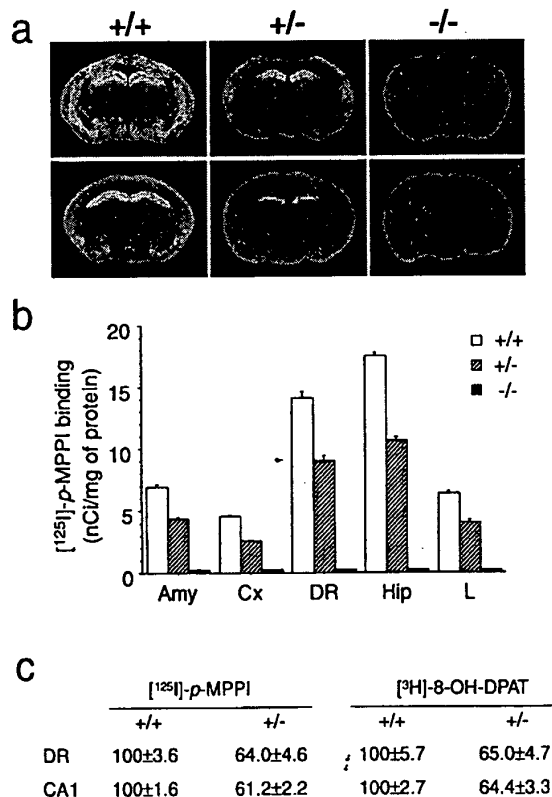 a
+/+ +/- -/-
b
[125I]-p-MPPI binding
(nCi/mg of protein)
20
15
10
5
0
+/+
+/-
-/-
Amy Cx DR Hip L
c
[125I]-p-MPPI [3H]-8-OH-DPAT
+/+ +/- +/+ +/-
DR 100±3.6 64.0±4.6 100±5.7 65.0±4.7
CA1 100±1.6 61.2±2.2 100±2.7 64.4±3.3